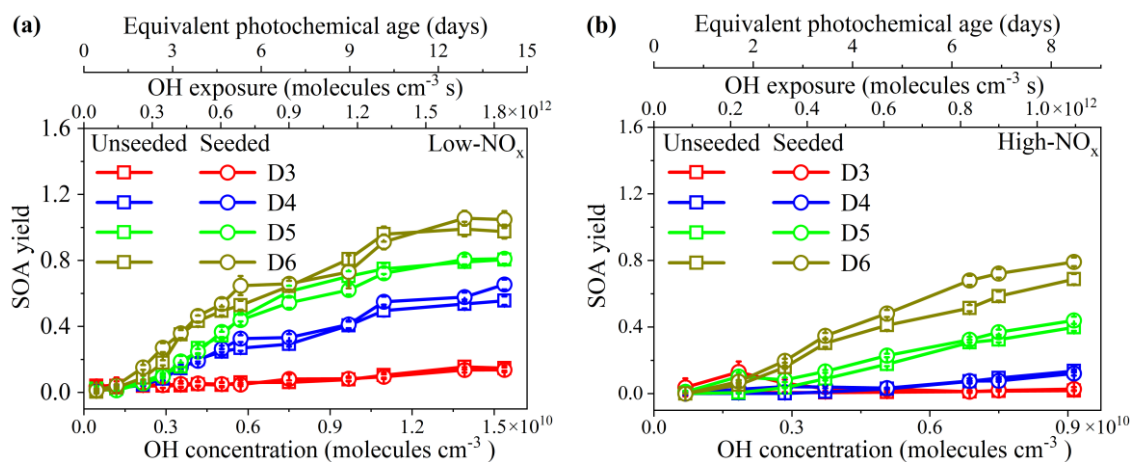 (a)
Equivalent photochemical age (days)
0 3 6 9 12 15
OH exposure (molecules cm⁻³ s)
0.0 0.3 0.6 0.9 1.2 1.5 1.8×10¹²
1.6
1.2
0.8
0.4
0.0
SOA yield
Unseeded Seeded Low-NOₓ
D3
D4
D5
D6
0.0 0.3 0.6 0.9 1.2 1.5×10¹⁰
OH concentration (molecules cm⁻³)
(b)
Equivalent photochemical age (days)
0 2 4 6 8
OH exposure (molecules cm⁻³ s)
0.0 0.2 0.4 0.6 0.8 1.0×10¹²
1.6
1.2
0.8
0.4
0.0
SOA yield
Unseeded Seeded High-NOₓ
D3
D4
D5
D6
0.0 0.3 0.6 0.9×10¹⁰
OH concentration (molecules cm⁻³)